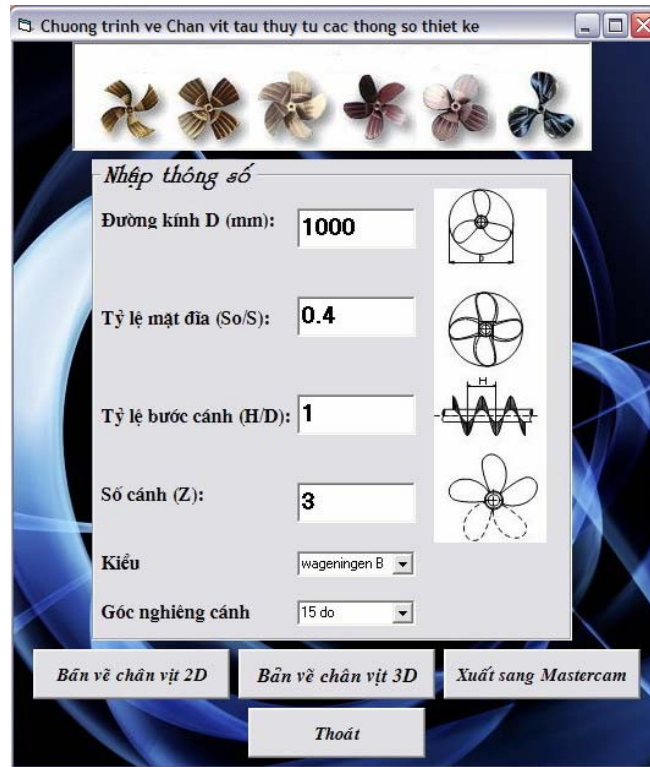 Chuong trinh ve Chan vit tau thuy tu cac thong so thiet ke
Nhập thông số
Đường kính D (mm): 1000
D
Tỷ lệ mặt đĩa (So/S): 0.4
H
Tỷ lệ bước cánh (H/D): 1
Số cánh (Z): 3
Kiểu wageningen B
Góc nghiêng cánh 15 do
Bản vẽ chân vịt 2D Bản vẽ chân vịt 3D Xuất sang Mastercam
Thoát